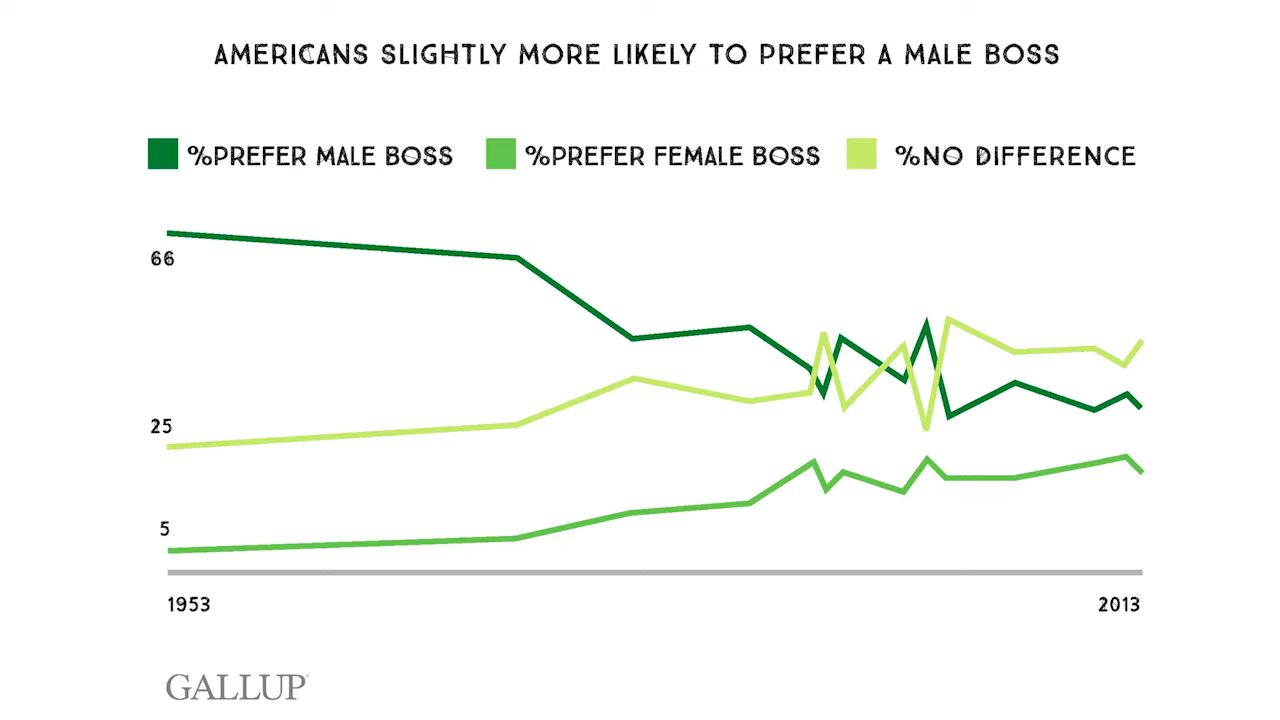 AMERICANS SLIGHTLY MORE LIKELY TO PREFER A MALE BOSS
%PREFER MALE BOSS %PREFER FEMALE BOSS %NO DIFFERENCE
66
25
5
1953 2013
GALLUP